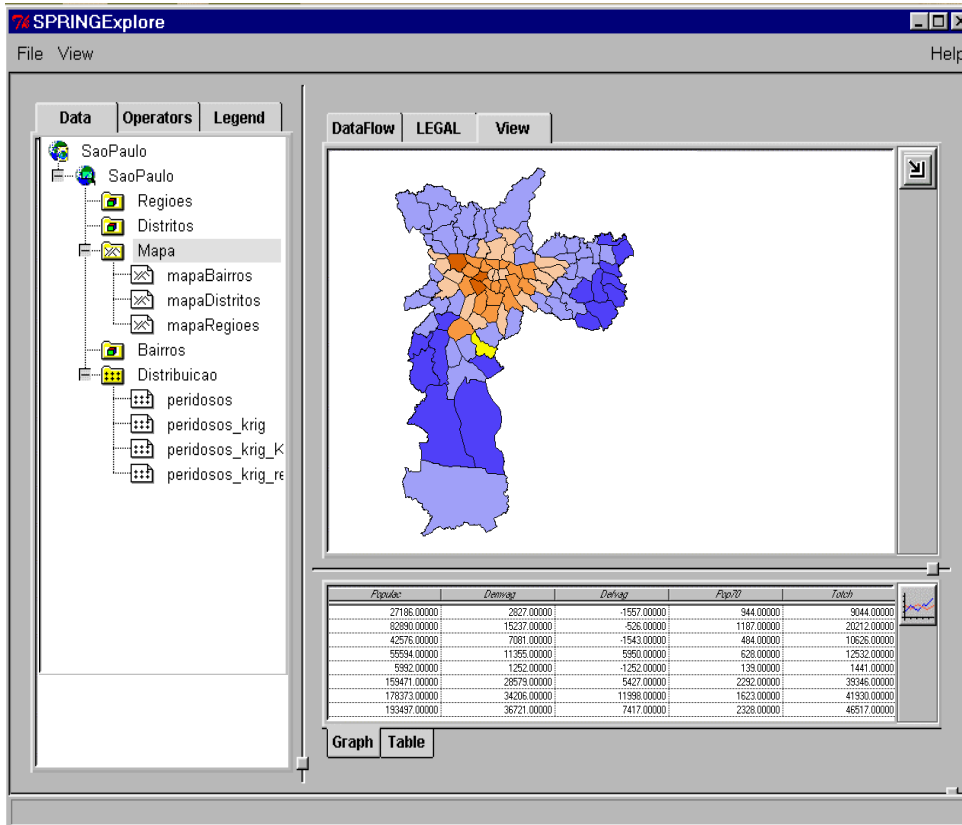 SPRINGExplore
File View Help
Data Operators Legend
SaoPaulo
SaoPaulo
Regioes
Distritos
Mapa
mapaBairros
mapaDistritos
mapaRegioes
Bairros
Distribuicao
peridosos
peridosos_krig
peridosos_krig_K
peridosos_krig_re
DataFlow LEGAL View
Populac Demvag Defvag Pop70 Totch
27186.00000 2827.00000 -1557.00000 944.00000 9044.00000
82890.00000 15237.00000 -526.00000 1187.00000 20212.00000
42576.00000 7081.00000 -1543.00000 484.00000 10626.00000
55594.00000 11355.00000 5950.00000 628.00000 12532.00000
5992.00000 1252.00000 -1252.00000 139.00000 1441.00000
159471.00000 28579.00000 5427.00000 2292.00000 39346.00000
178373.00000 34206.00000 11998.00000 1623.00000 41930.00000
193497.00000 36721.00000 7417.00000 2328.00000 46517.00000
Graph Table